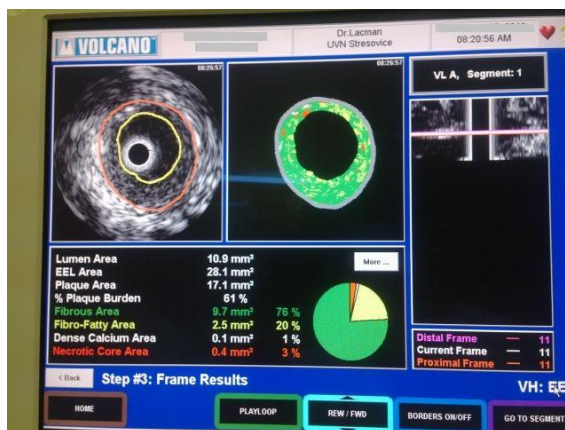 VOLCANO
Dr.Lacman
UVN Stresovice
08:20:56 AM
08:26:57
08:26:57
VL A, Segment: 1
Lumen Area 10.9 mm²
EEL Area 28.1 mm²
Plaque Area 17.1 mm²
% Plaque Burden 61 %
Fibrous Area 9.7 mm² 76 %
Fibro-Fatty Area 2.5 mm² 20 %
Dense Calcium Area 0.1 mm² 1 %
Necrotic Core Area 0.4 mm² 3 %
More ...
Distal Frame — 11
Current Frame — 11
Proximal Frame — 11
< Back
Step #3: Frame Results
VH: EE
HOME
PLAYLOOP
REW / FWD
BORDERS ON/OFF
GO TO SEGMENT